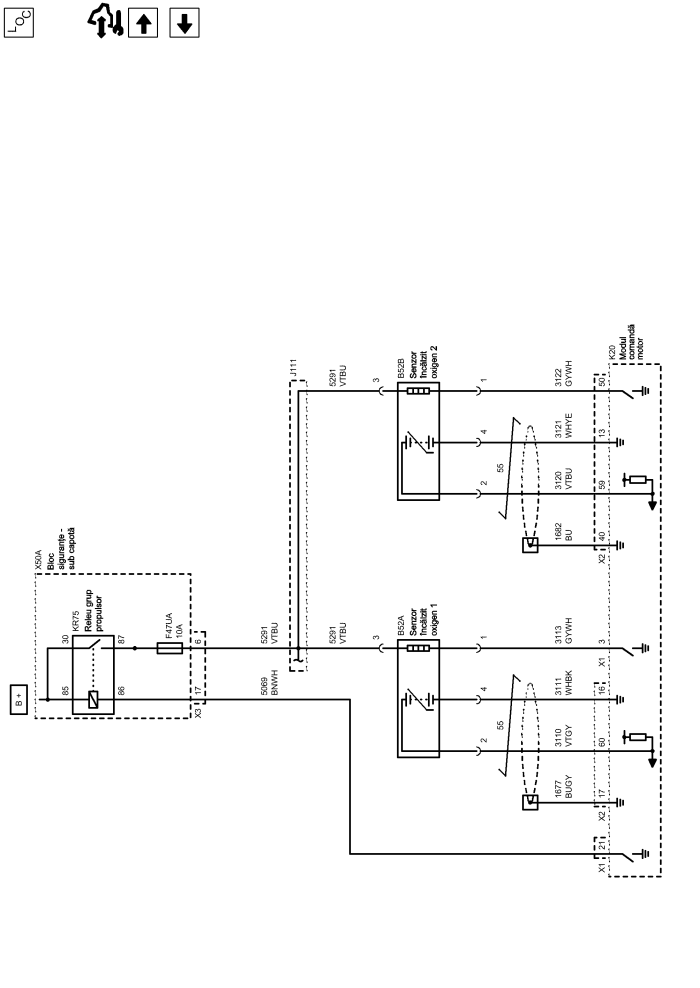 LOC
B +
X50A
Bloc
siguranţe -
sub capotă
KR75
Releu grup
propulsor
85
30
86
87
F47UA
10A
X3
17
6
5069
BNWH
5291
VTBU
J111
5291
VTBU
5291
VTBU
3
3
B52A
Senzor
încălzit
oxigen 1
B52B
Senzor
încălzit
oxigen 2
2
4
1
2
4
1
55
55
1677
BUGY
3110
VTGY
3111
WHBK
3113
GYWH
1682
BU
3120
VTBU
3121
WHYE
3122
GYWH
X1
21
X2
17
60
16
X1
3
X2
40
59
13
50
K20
Modul
comandă
motor